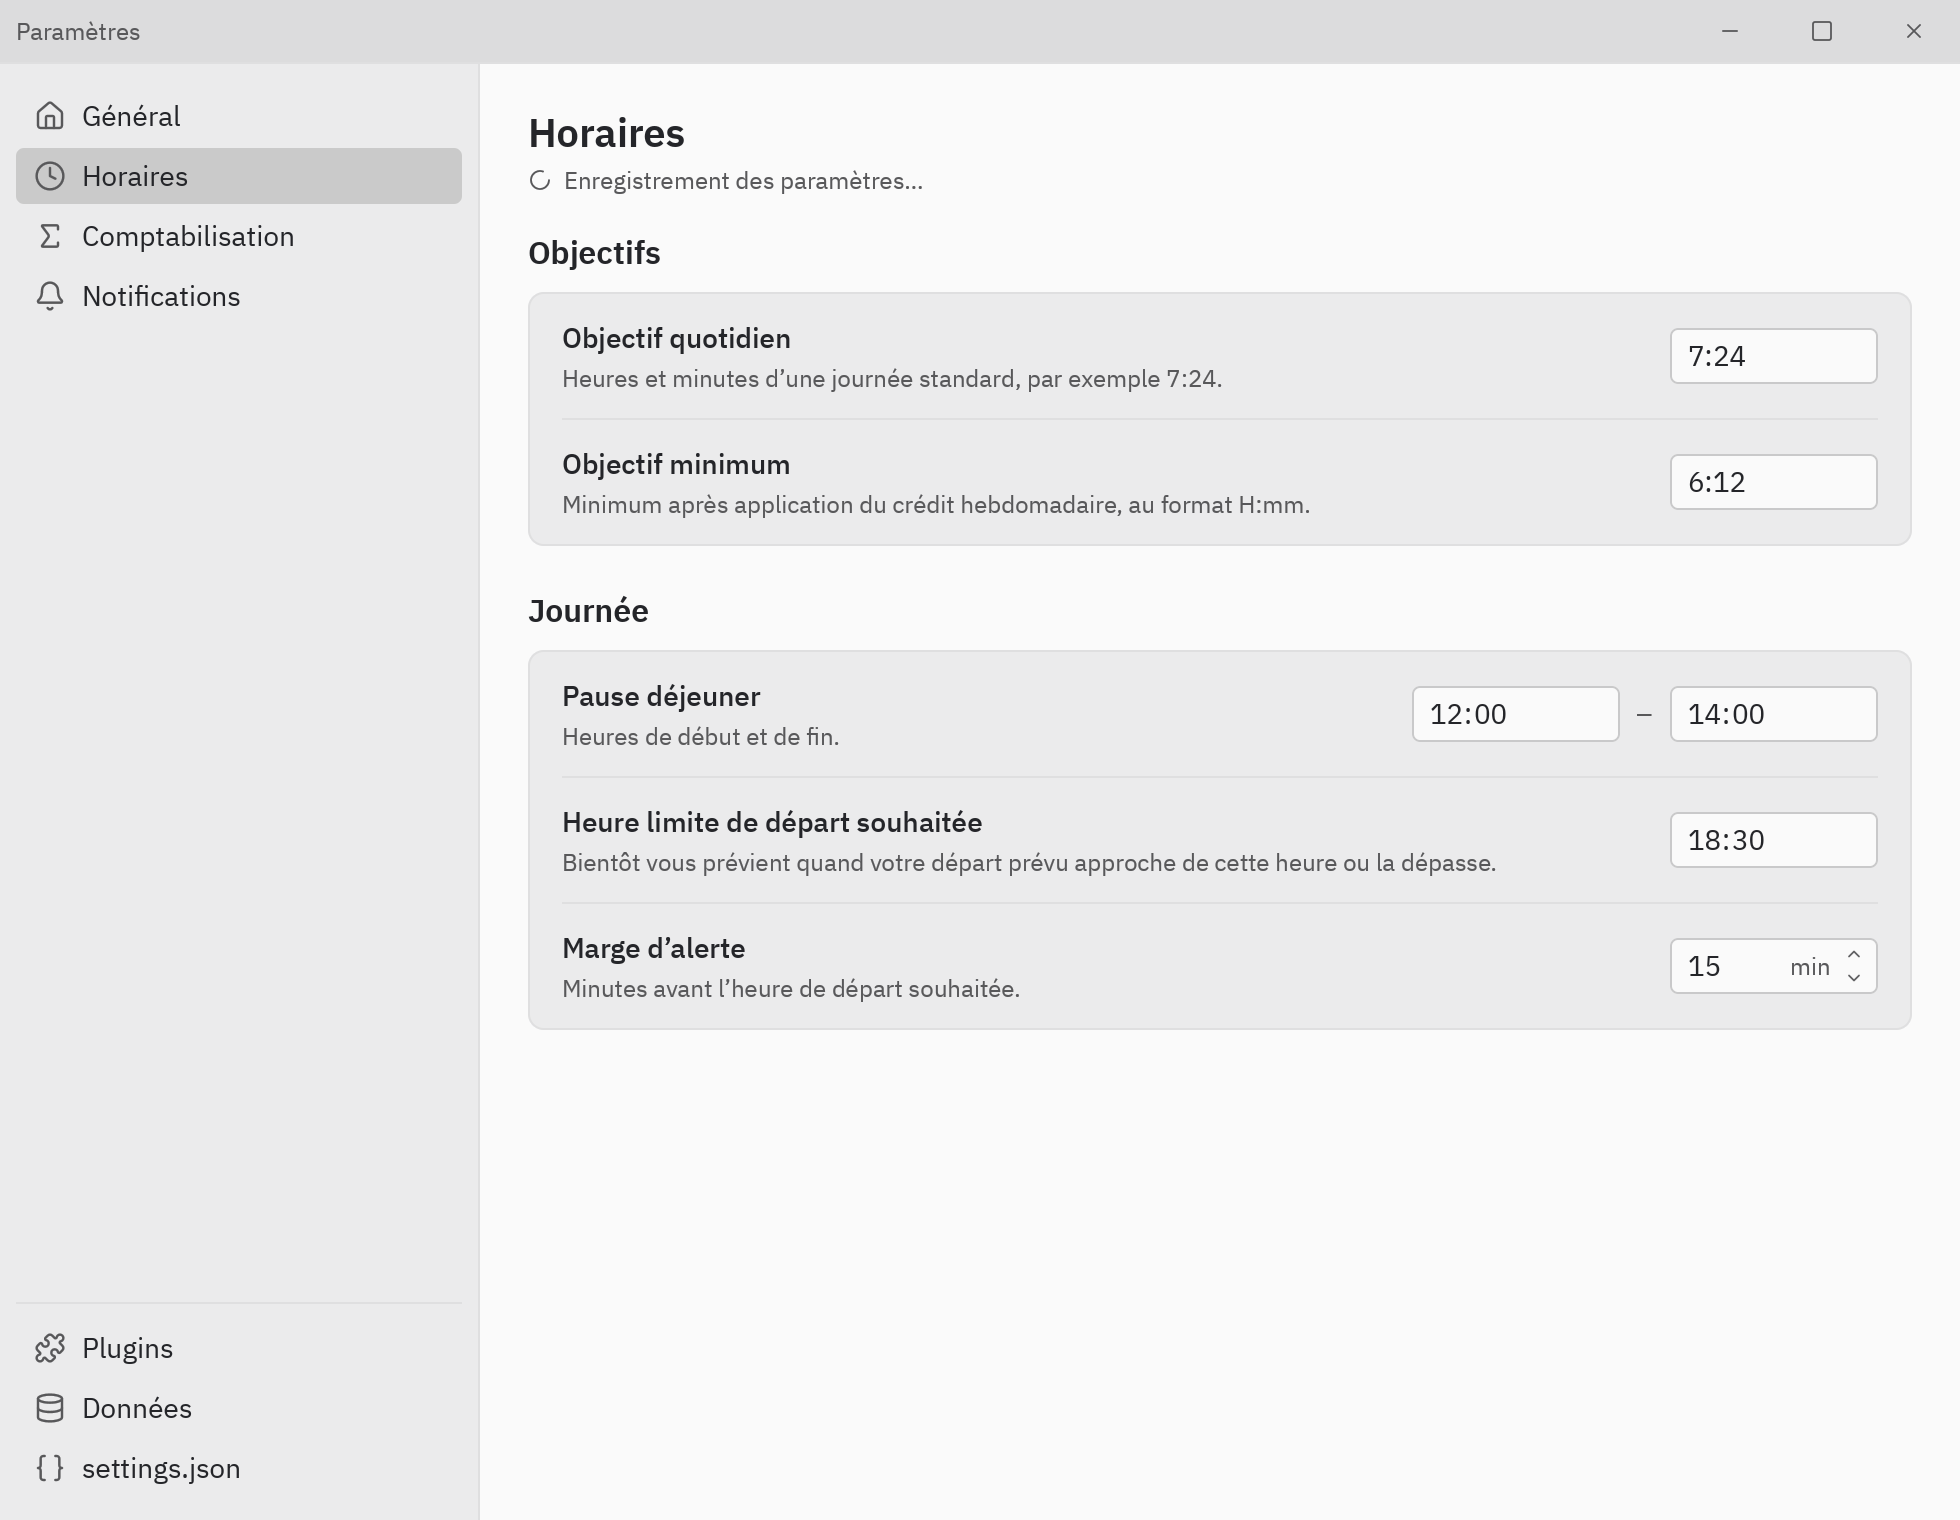 Paramètres
Général
Horaires
Comptabilisation
Notifications
Plugins
Données
settings.json
Horaires
Enregistrement des paramètres…
Objectifs
Objectif quotidien
7:24
Heures et minutes d’une journée standard, par exemple 7:24.
Objectif minimum
6:12
Minimum après application du crédit hebdomadaire, au format H:mm.
Journée
Pause déjeuner
12:00 – 14:00
Heures de début et de fin.
Heure limite de départ souhaitée
18:30
Bientôt vous prévient quand votre départ prévu approche de cette heure ou la dépasse.
Marge d’alerte
15 min
Minutes avant l’heure de départ souhaitée.